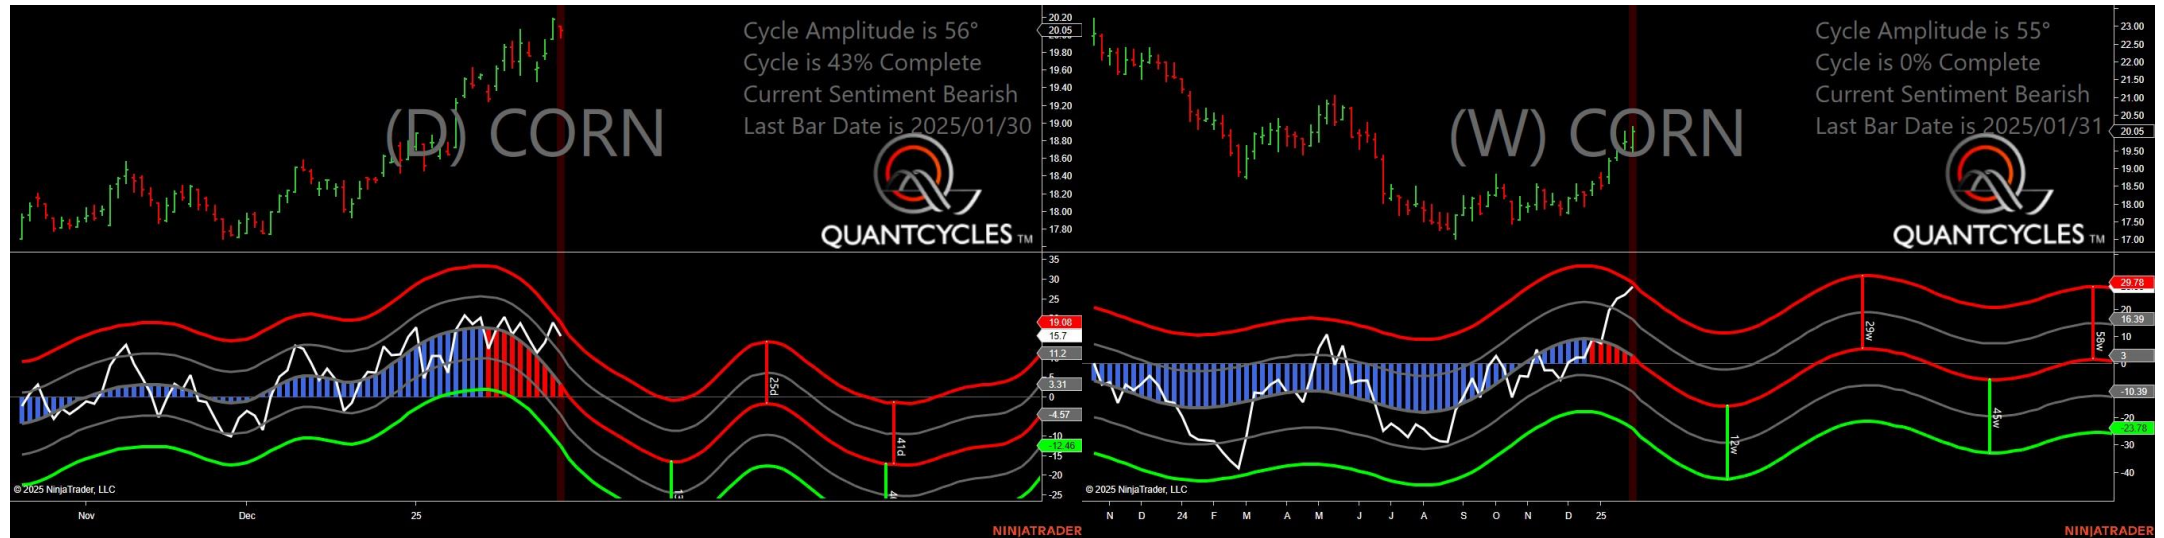 Cycle Amplitude is 56°
Cycle is 43% Complete
Current Sentiment Bearish
Last Bar Date is 2025/01/30
(D) CORN
QUANTCYCLES TM
20.20
20.05
19.80
19.60
19.40
19.20
19.00
18.80
18.60
18.40
18.20
18.00
17.80
35
30
25
19.08
15.7
11.2
5
3.31
0
-4.57
-10
-12.46
-15
-20
-25
25d
41d
© 2025 NinjaTrader, LLC
Nov
Dec
25
NINJATRADER
Cycle Amplitude is 55°
Cycle is 0% Complete
Current Sentiment Bearish
Last Bar Date is 2025/01/31
(W) CORN
QUANTCYCLES TM
23.00
22.50
22.00
21.50
21.00
20.50
20.05
19.50
19.00
18.50
18.00
17.50
17.00
29.78
20
16.39
10
3
0
-10.39
-20
-23.78
-30
-40
29w
58w
12w
45w
© 2025 NinjaTrader, LLC
N D 24 F M A M J J A S O N D 25
NINJATRADER